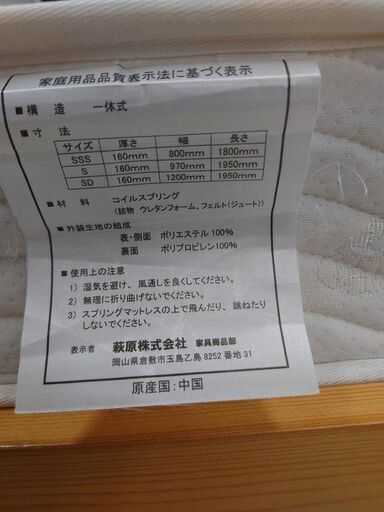 家庭用品品質表示法に基づく表示
■ 構 造 一体式
■ 寸 法
サイズ 厚さ 幅 長さ
SSS 160mm 800mm 1800mm
S 160mm 970mm 1950mm
SD 160mm 1200mm 1950mm
■ 材 料 コイルスプリング
(詰物 ウレタンフォーム、フェルト(ジュート))
■ 外装生地の組成
表・側面 ポリエステル 100%
裏面 ポリプロピレン100%
■ 使用上の注意
1) 湿気を避け、風通しを良くしてください。
2) 無理に折り曲げないでください。
3) スプリングマットレスの上で飛んだり、跳ねたり
しないでください。
表示者 萩原株式会社 家具商品部
岡山県倉敷市玉島乙島 8252 番地 31
原産国:中国